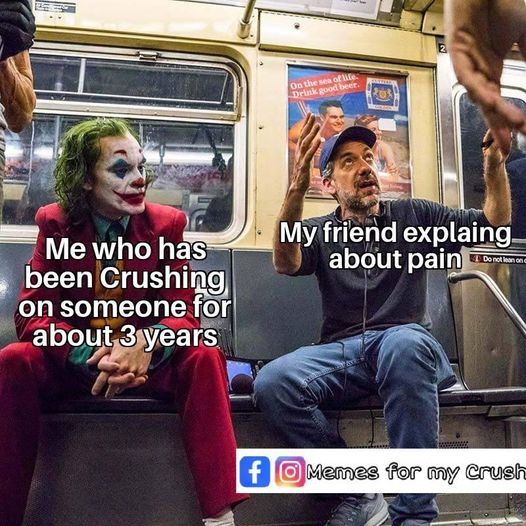 On the sea of life.
Drink good beer.
Me who has
been Crushing
on someone for
about 3 years
My friend explaing
about pain
Do not lean on
Memes for my Crush